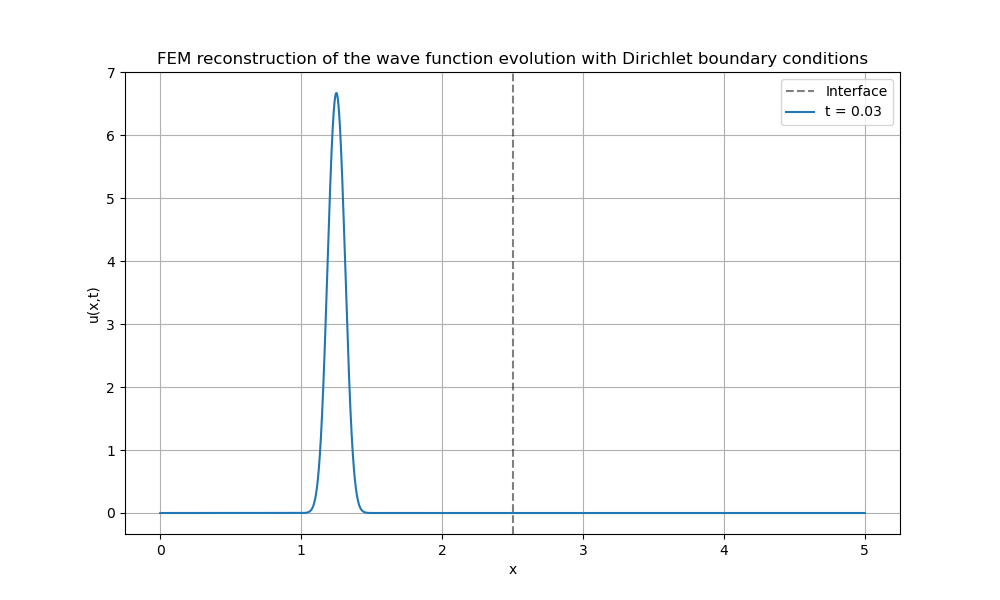 FEM reconstruction of the wave function evolution with Dirichlet boundary conditions
Interface
t = 0.03
u(x,t)
7
6
5
4
3
2
1
0
0 1 2 3 4 5
x